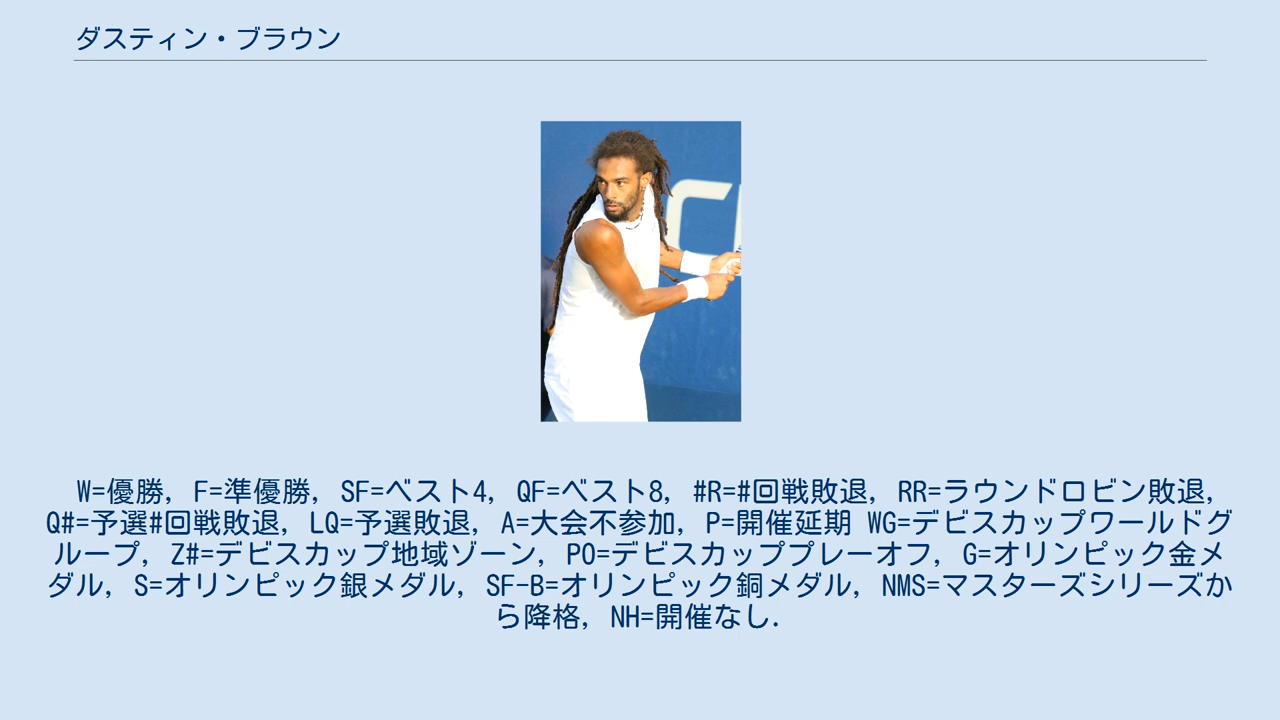 ダスティン・ブラウン
W=優勝, F=準優勝, SF=ベスト4, QF=ベスト8, #R=#回戦敗退, RR=ラウンドロビン敗退,
Q#=予選#回戦敗退, LQ=予選敗退, A=大会不参加, P=開催延期 WG=デビスカップワールドグ
ループ, Z#=デビスカップ地域ゾーン, PO=デビスカッププレーオフ, G=オリンピック金メ
ダル, S=オリンピック銀メダル, SF-B=オリンピック銅メダル, NMS=マスターズシリーズか
ら降格, NH=開催なし.